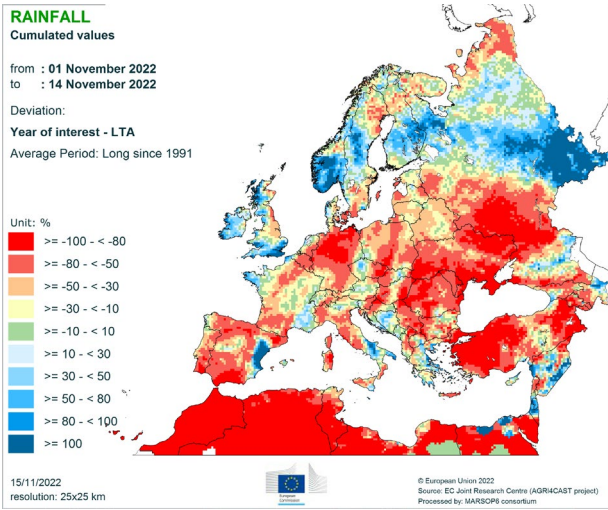 RAINFALL
Cumulated values
from : 01 November 2022
to : 14 November 2022
Deviation:
Year of interest - LTA
Average Period: Long since 1991
Unit: %
>= -100 - < -80
>= -80 - < -50
>= -50 - < -30
>= -30 - < -10
>= -10 - < 10
>= 10 - < 30
>= 30 - < 50
>= 50 - < 80
>= 80 - < 100
>= 100
15/11/2022
resolution: 25x25 km
European
Commission
© European Union 2022
Source: EC Joint Research Centre (AGRI4CAST project)
Processed by: MARSOP6 consortium